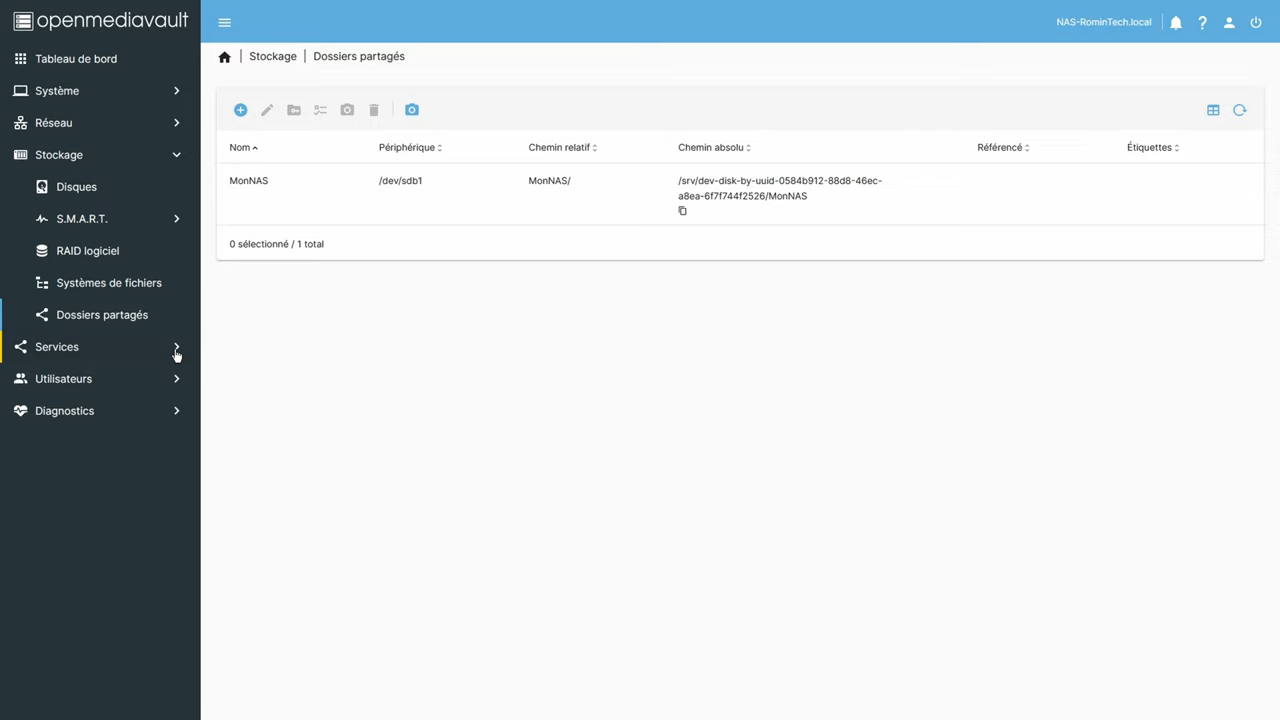 openmediavault
NAS-RominTech.local
Tableau de bord
Système
Réseau
Stockage
Disques
S.M.A.R.T.
RAID logiciel
Systèmes de fichiers
Dossiers partagés
Services
Utilisateurs
Diagnostics
Stockage | Dossiers partagés
Nom Périphérique Chemin relatif Chemin absolu Référencé Étiquettes
MonNAS /dev/sdb1 MonNAS/ /srv/dev-disk-by-uuid-0584b912-88d8-46ec-
a8ea-6f7f744f2526/MonNAS
0 sélectionné / 1 total